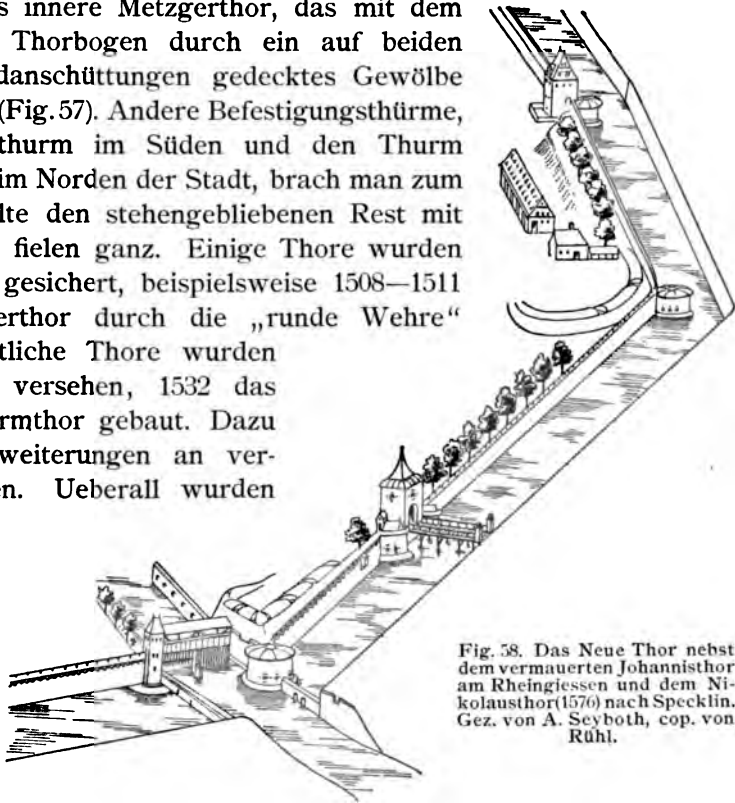 s innere Metzgerthor, das mit dem
Thorbogen durch ein auf beiden
danschüttungen gedecktes Gewölbe
(Fig. 57). Andere Befestigungsthürme,
thurm im Süden und den Thurm
im Norden der Stadt, brach man zum
lte den stehengebliebenen Rest mit
fielen ganz. Einige Thore wurden
gesichert, beispielsweise 1508—1511
erthor durch die „runde Wehre“
tliche Thore wurden
versehen, 1532 das
rmthor gebaut. Dazu
weiterungen an ver-
en. Ueberall wurden
Fig. 58. Das Neue Thor nebst
dem vermauerten Johannisthor
am Rheingiessen und dem Ni-
kolausthor(1576) nach Specklin.
Gez. von A. Seyboth, cop. von
Rühl.